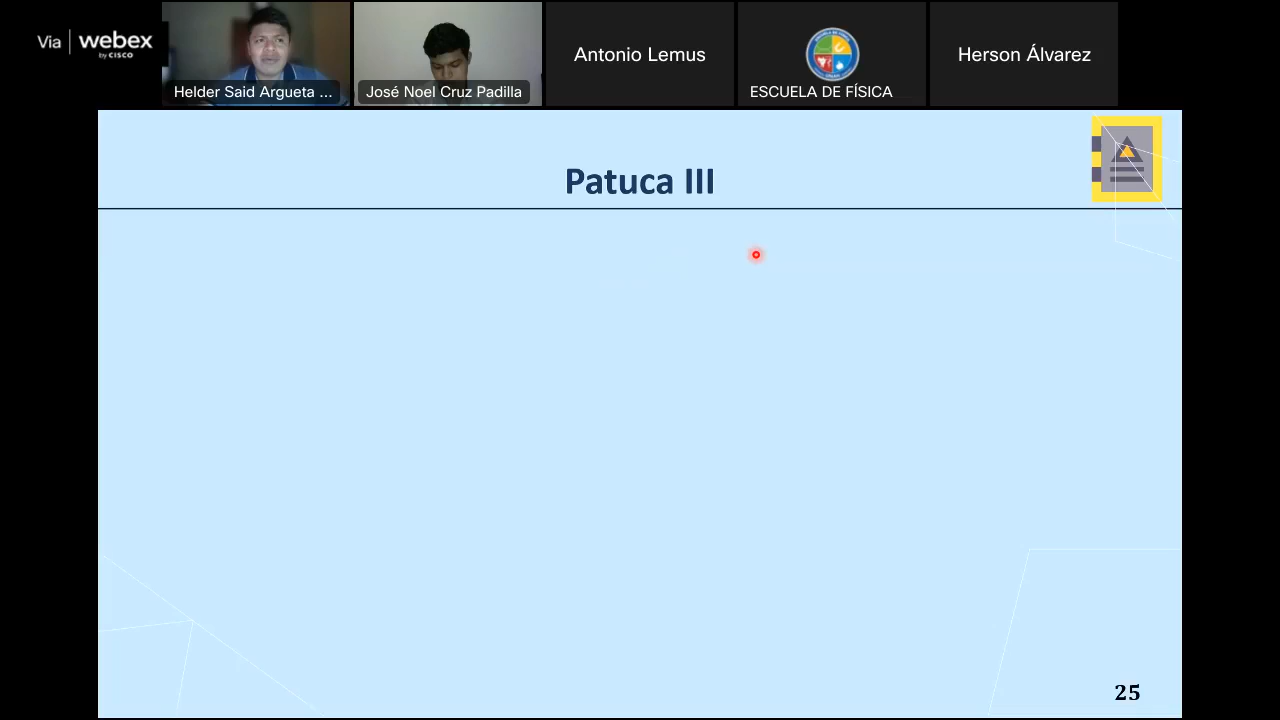 Via webex
by CISCO
Helder Said Argueta ...
José Noel Cruz Padilla
Antonio Lemus
ESCUELA DE FÍSICA
Herson Álvarez
Patuca III
25